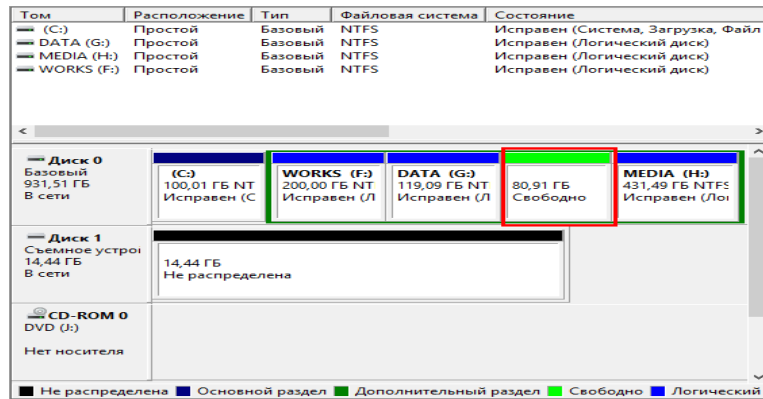 Том Расположение Тип Файловая система Состояние
(C:) Простой Базовый NTFS Исправен (Система, Загрузка, Файл
DATA (G:) Простой Базовый NTFS Исправен (Логический диск)
MEDIA (H:) Простой Базовый NTFS Исправен (Логический диск)
WORKS (F:) Простой Базовый NTFS Исправен (Логический диск)
Диск 0
Базовый
931,51 ГБ
В сети
(C:)
100,01 ГБ NT
Исправен (С
WORKS (F:)
200,00 ГБ NT
Исправен (Л
DATA (G:)
119,09 ГБ NT
Исправен (Л
80,91 ГБ
Свободно
MEDIA (H:)
431,49 ГБ NTFS
Исправен (Лог
Диск 1
Съемное устрой
14,44 ГБ
В сети
14,44 ГБ
Не распределена
CD-ROM 0
DVD (J:)
Нет носителя
Не распределена Основной раздел Дополнительный раздел Свободно Логический